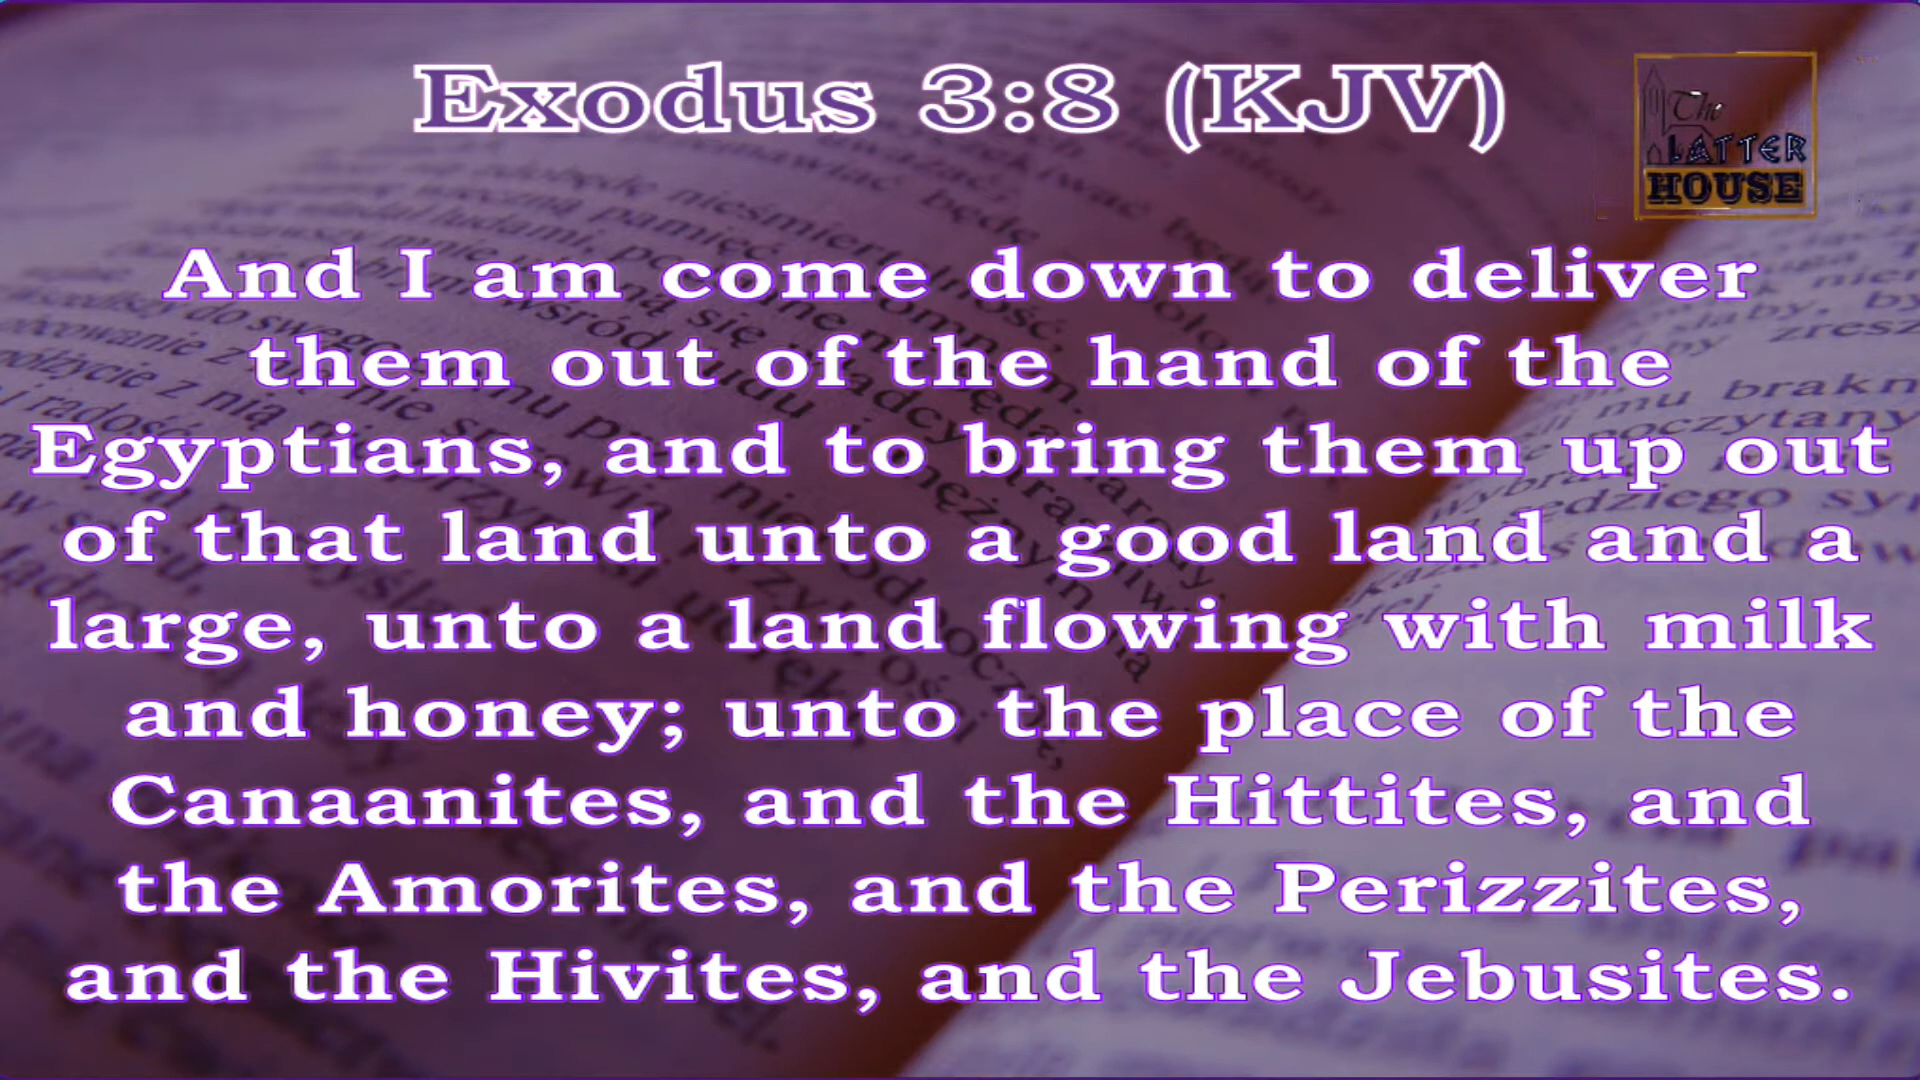 Exodus 3:8 (KJV)
The
LATTER
HOUSE
And I am come down to deliver
them out of the hand of the
Egyptians, and to bring them up out
of that land unto a good land and a
large, unto a land flowing with milk
and honey; unto the place of the
Canaanites, and the Hittites, and
the Amorites, and the Perizzites,
and the Hivites, and the Jebusites.